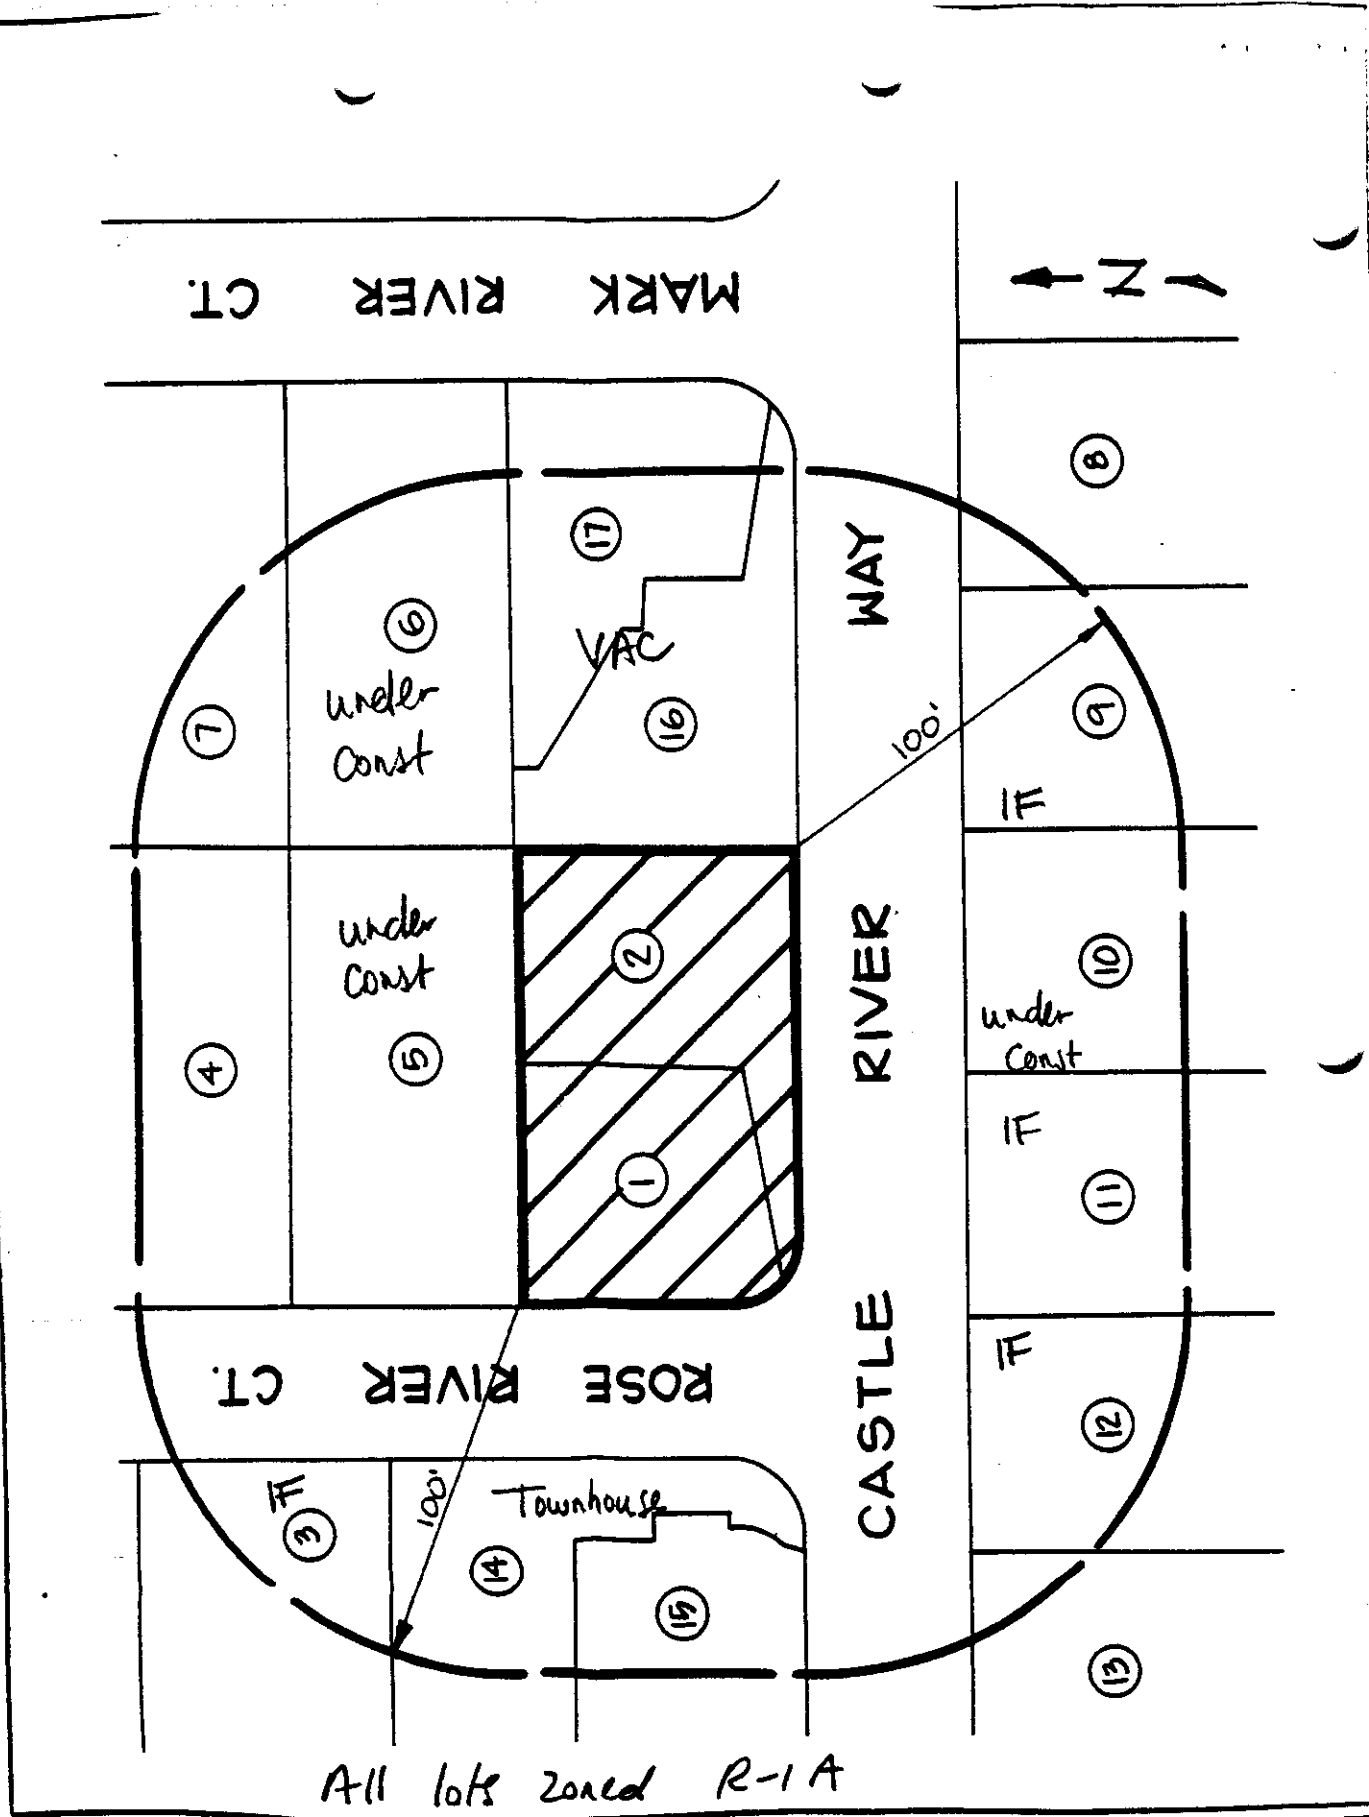 MARK RIVER CT.
N
8
17
WAY
6
VAC
under
const
7
16
9
100'
IF
under
const
2
RIVER
10
under
const
4
5
IF
1
11
CASTLE
IF
ROSE RIVER CT.
12
IF
3
100'
Townhouse
14
15
13
All lots zoned R-1A